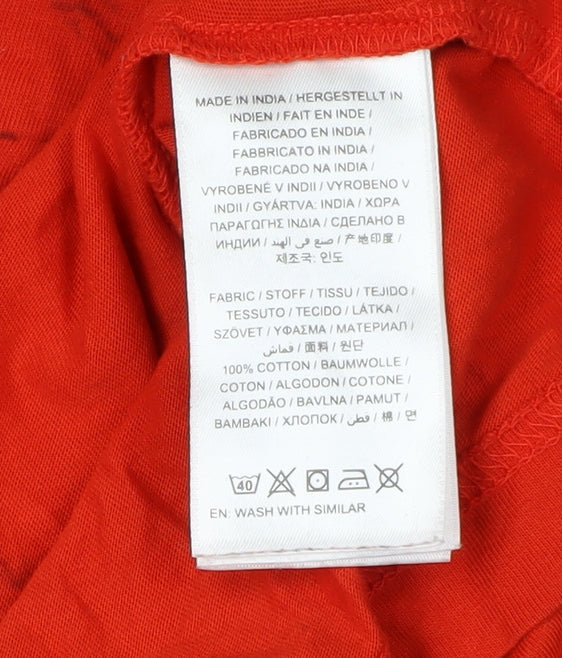 MADE IN INDIA / HERGESTELLT IN
INDIEN / FAIT EN INDE /
FABRICADO EN INDIA /
FABBRICATO IN INDIA /
FABRICADO NA INDIA /
VYROBENÉ V INDII / VYROBENO V
INDII / GYÁRTVA: INDIA / ΧΩΡΑ
ΠΑΡΑΓΩΓΗΣ ΙΝΔΙΑ / СДЕЛАНО В
ИНДИИ / صنع في الهند / 产地印度 /
제조국: 인도
FABRIC / STOFF / TISSU / TEJIDO /
TESSUTO / TECIDO / LÁTKA /
SZÖVET / ΥΦΑΣΜΑ / МАТЕРИАЛ /
قماش / 面料 / 원단
100% COTTON / BAUMWOLLE /
COTON / ALGODON / COTONE /
ALGODÃO / BAVLNA / PAMUT /
ΒΑΜΒΑΚΙ / ХЛОПОК / قطن / 棉 / 면
40
EN: WASH WITH SIMILAR